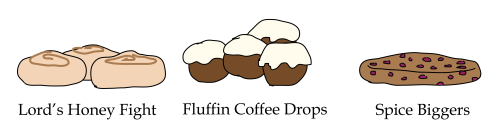 Lord's Honey Fight
Fluffin Coffee Drops
Spice Biggers